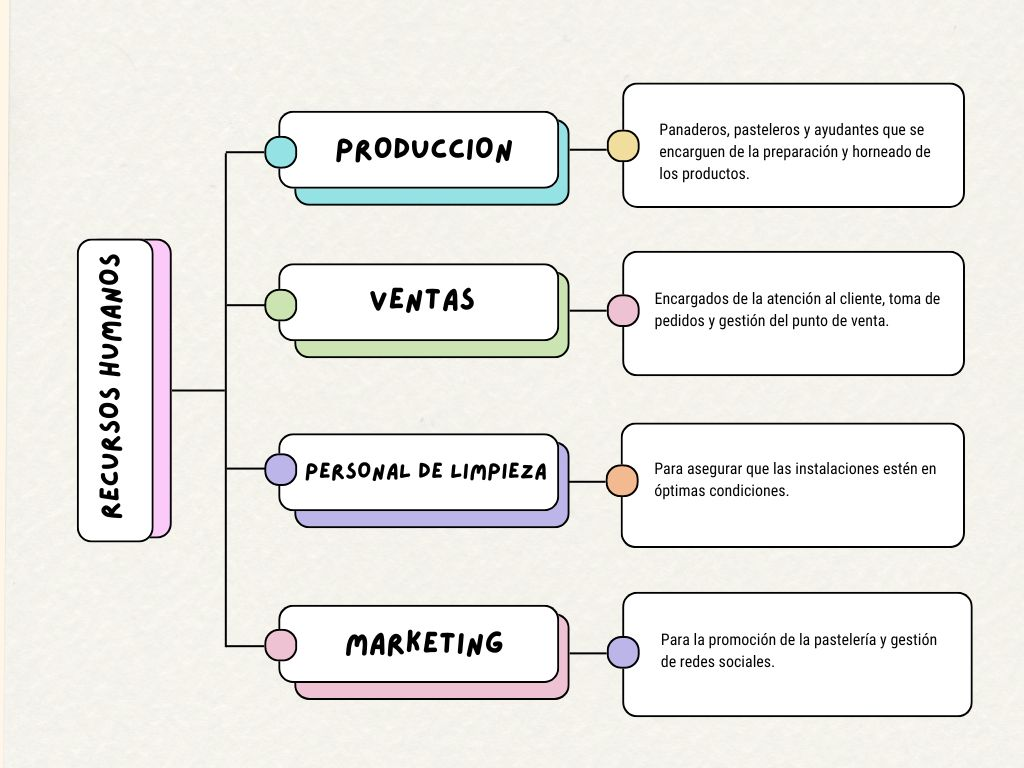 RECURSOS HUMANOS
PRODUCCION
Panaderos, pasteleros y ayudantes que se
encarguen de la preparación y horneado de
los productos.
VENTAS
Encargados de la atención al cliente, toma de
pedidos y gestión del punto de venta.
PERSONAL DE LIMPIEZA
Para asegurar que las instalaciones estén en
óptimas condiciones.
MARKETING
Para la promoción de la pastelería y gestión
de redes sociales.